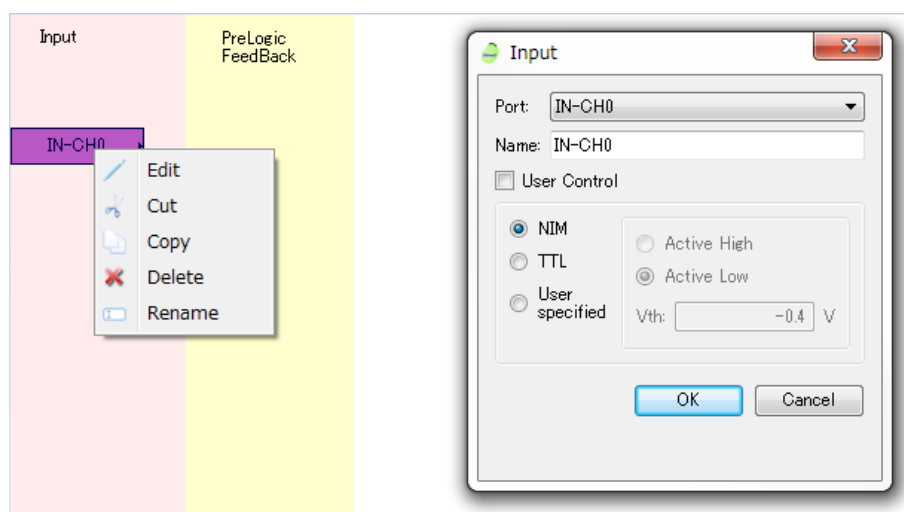 Input
PreLogic
FeedBack
IN-CH0
Edit
Cut
Copy
Delete
Rename
Input
Port: IN-CH0
Name: IN-CH0
User Control
NIM
TTL
User
specified
Active High
Active Low
Vth: -0.4 V
OK Cancel